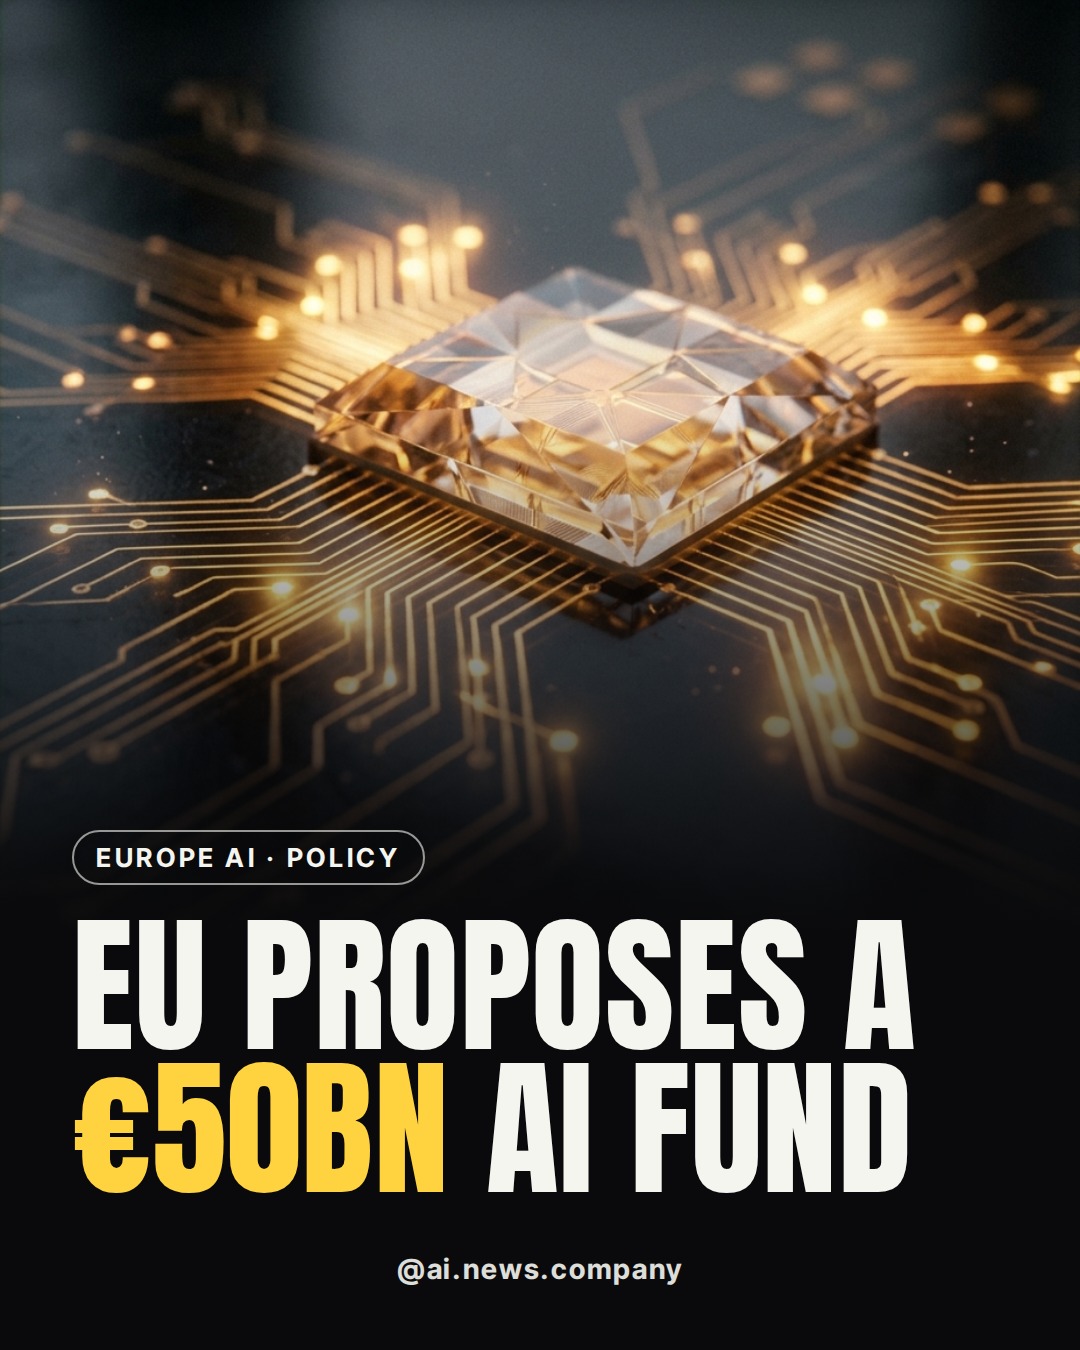 EUROPE AI · POLICY
EU PROPOSES A
€50BN AI FUND
@ai.news.company